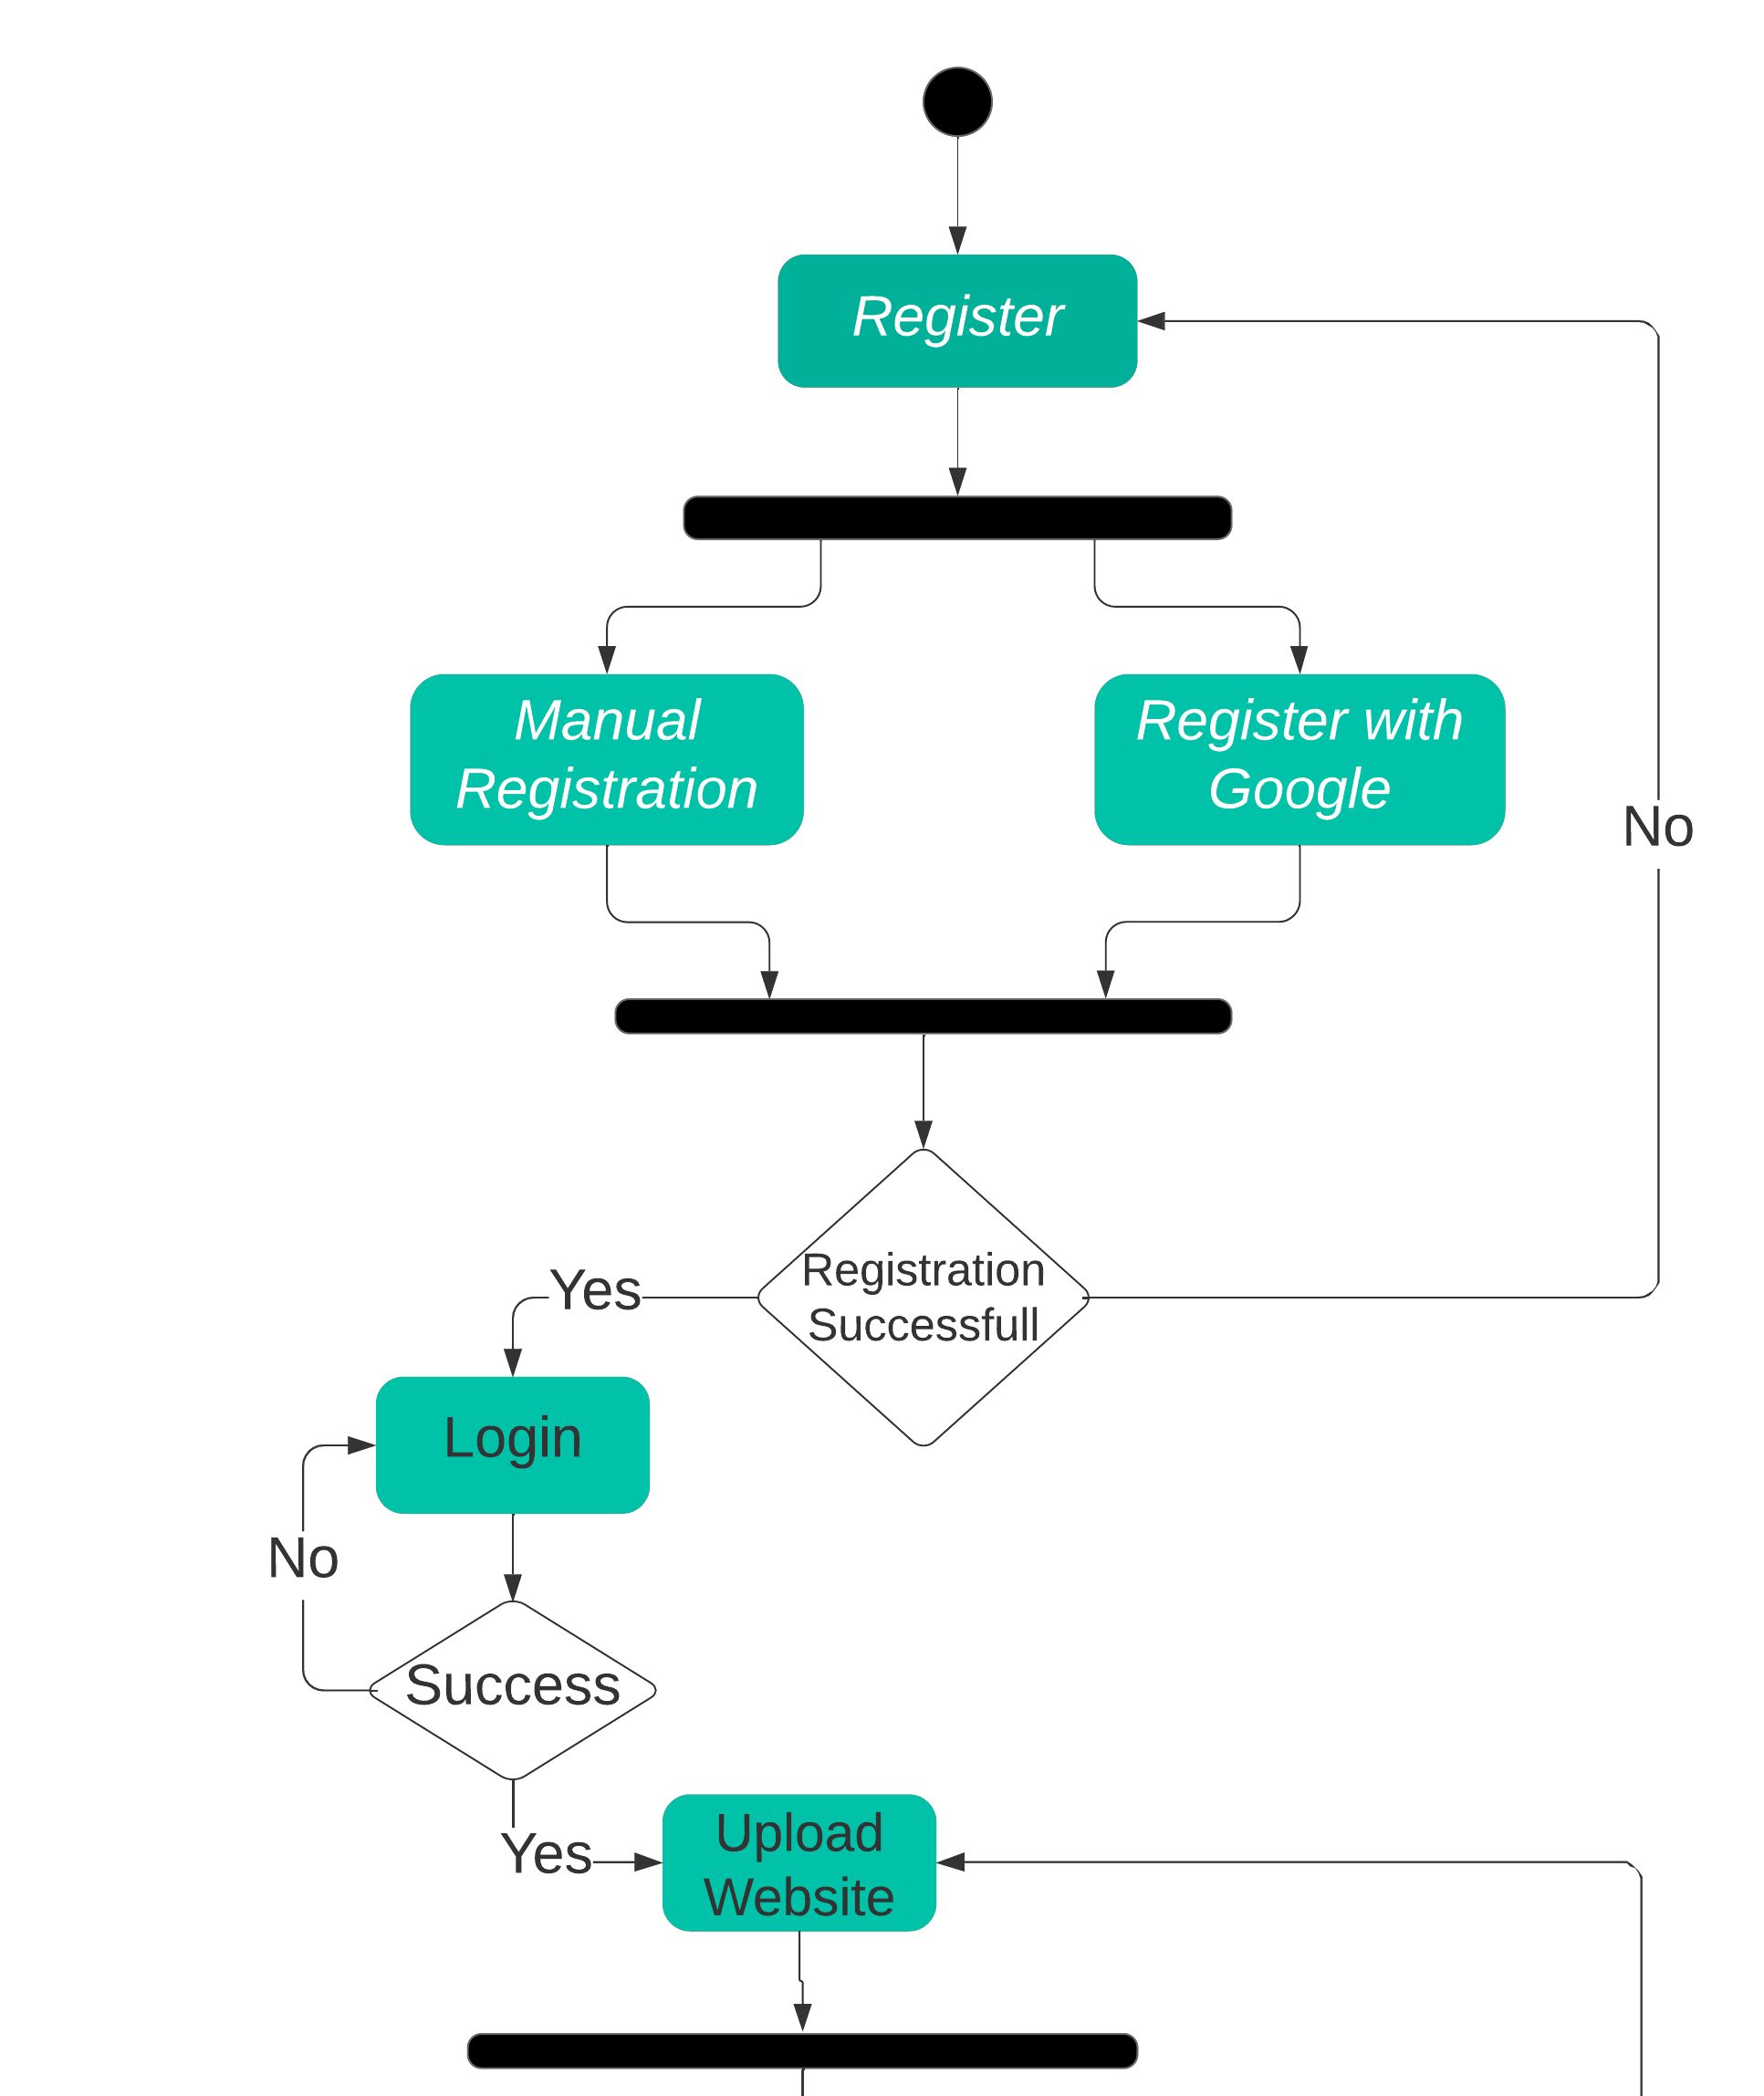 Register
Manual
Registration
Register with
Google
No
Registration
Successfull
Yes
Login
No
Success
Yes
Upload
Website